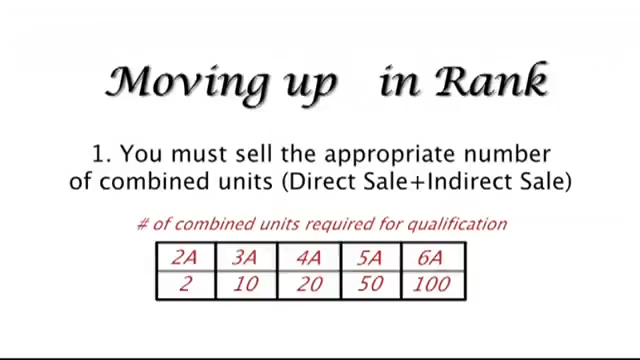 Moving up in Rank
1. You must sell the appropriate number
of combined units (Direct Sale+Indirect Sale)
# of combined units required for qualification
2A 3A 4A 5A 6A
2 10 20 50 100